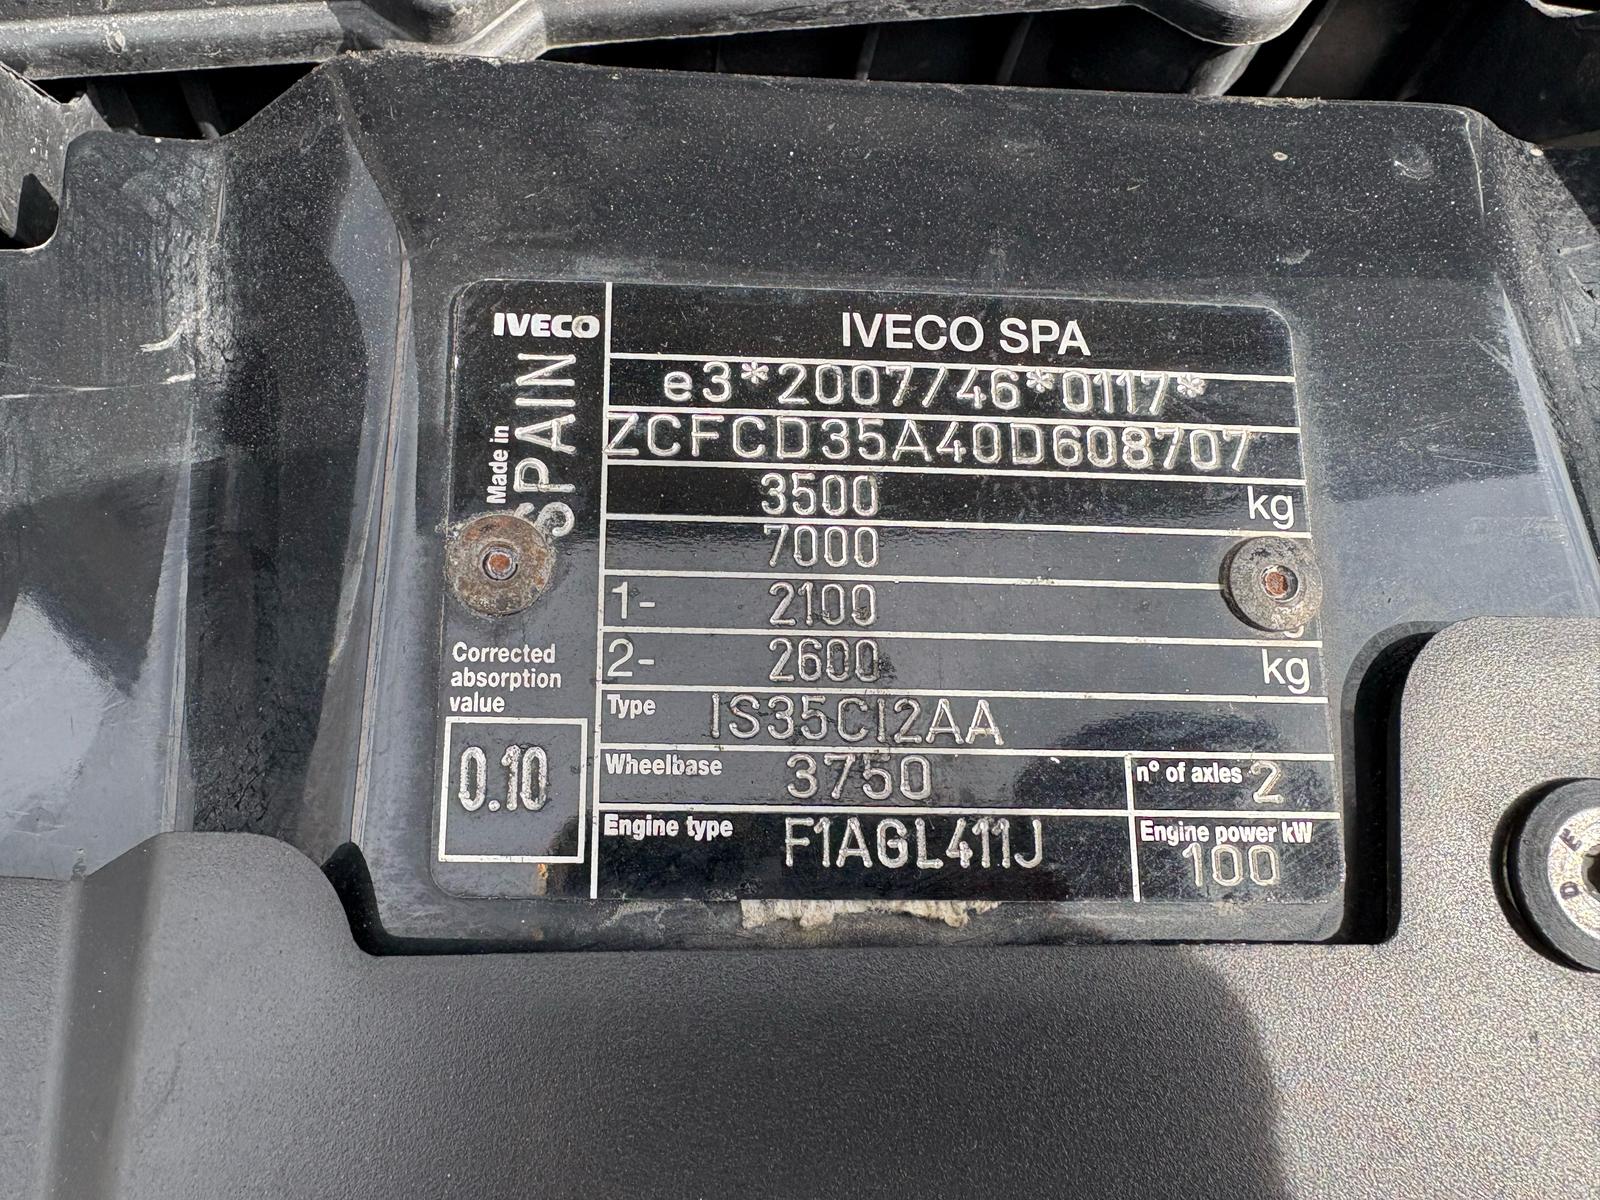 IVECO
Made in
SPAIN
IVECO SPA
e3*2007/46*0117*
ZCFCD35A40D608707
3500 kg
7000
1- 2100
2- 2600 kg
Corrected
absorption
value
0.10
Type IS35CI2AA
Wheelbase 3750
n° of axles 2
Engine type F1AGL411J
Engine power kW
100